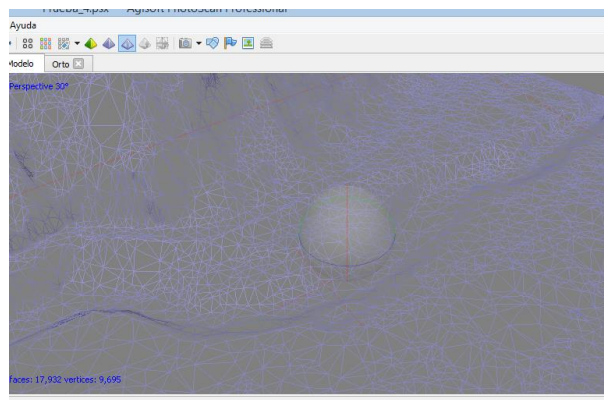 Prueba_4.psx — Agisoft PhotoScan Professional
Ayuda
Modelo Orto
Perspective 30°
faces: 17,932 vertices: 9,695